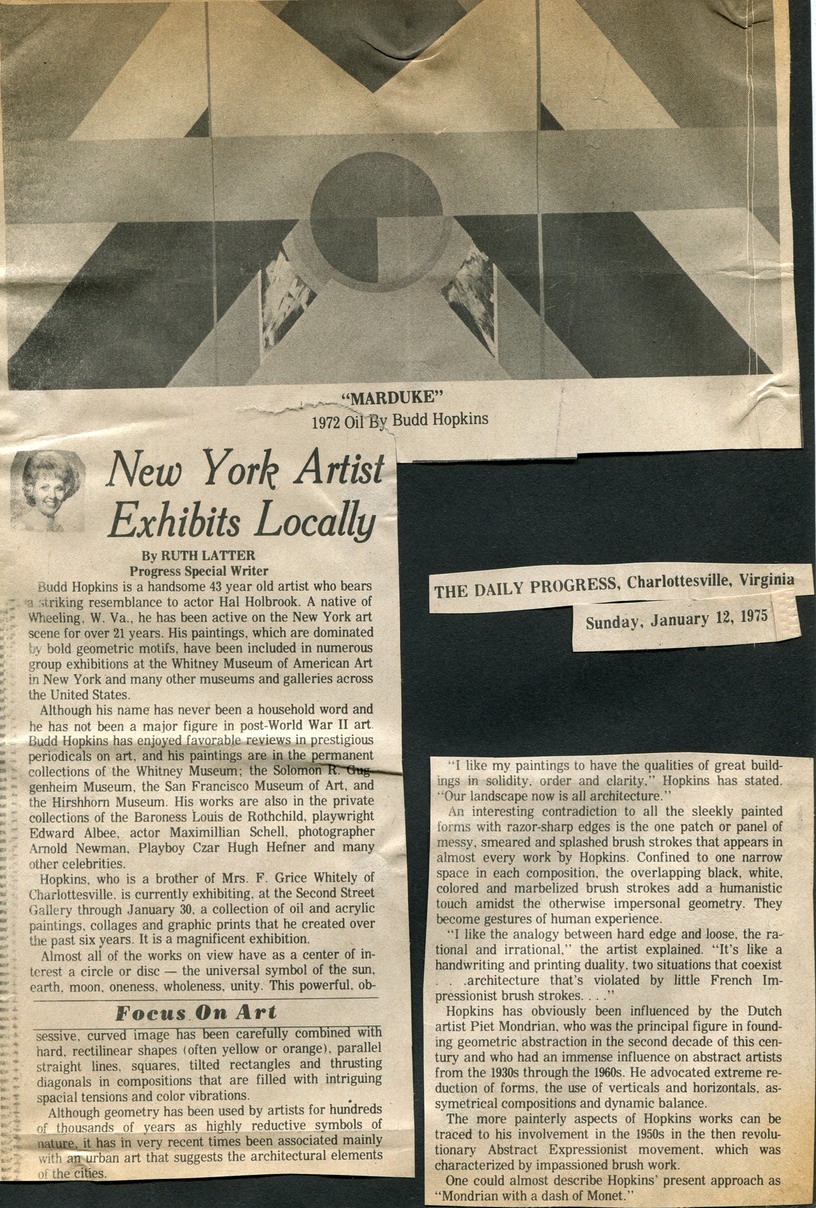 "MARDUKE"
1972 Oil By Budd Hopkins
New York Artist
Exhibits Locally
By RUTH LATTER
Progress Special Writer
Budd Hopkins is a handsome 43 year old artist who bears
a striking resemblance to actor Hal Holbrook. A native of
Wheeling, W. Va., he has been active on the New York art
scene for over 21 years. His paintings, which are dominated
by bold geometric motifs, have been included in numerous
group exhibitions at the Whitney Museum of American Art
in New York and many other museums and galleries across
the United States.
Although his name has never been a household word and
he has not been a major figure in post-World War II art.
Budd Hopkins has enjoyed favorable reviews in prestigious
periodicals on art, and his paintings are in the permanent
collections of the Whitney Museum; the Solomon R. Gug-
genheim Museum, the San Francisco Museum of Art, and
the Hirshhorn Museum. His works are also in the private
collections of the Baroness Louis de Rothchild, playwright
Edward Albee, actor Maximillian Schell, photographer
Arnold Newman, Playboy Czar Hugh Hefner and many
other celebrities.
Hopkins, who is a brother of Mrs. F. Grice Whitely of
Charlottesville, is currently exhibiting, at the Second Street
Gallery through January 30, a collection of oil and acrylic
paintings, collages and graphic prints that he created over
the past six years. It is a magnificent exhibition.
Almost all of the works on view have as a center of in-
terest a circle or disc — the universal symbol of the sun,
earth, moon, oneness, wholeness, unity. This powerful, ob-
Focus On Art
sessive, curved image has been carefully combined with
hard, rectilinear shapes (often yellow or orange), parallel
straight lines, squares, tilted rectangles and thrusting
diagonals in compositions that are filled with intriguing
spacial tensions and color vibrations.
Although geometry has been used by artists for hundreds
of thousands of years as highly reductive symbols of
nature, it has in very recent times been associated mainly
with an urban art that suggests the architectural elements
of the cities.
THE DAILY PROGRESS, Charlottesville, Virginia
Sunday, January 12, 1975
"I like my paintings to have the qualities of great build-
ings in solidity, order and clarity," Hopkins has stated.
"Our landscape now is all architecture."
An interesting contradiction to all the sleekly painted
forms with razor-sharp edges is the one patch or panel of
messy, smeared and splashed brush strokes that appears in
almost every work by Hopkins. Confined to one narrow
space in each composition, the overlapping black, white,
colored and marbelized brush strokes add a humanistic
touch amidst the otherwise impersonal geometry. They
become gestures of human experience.
"I like the analogy between hard edge and loose, the ra-
tional and irrational," the artist explained. "It's like a
handwriting and printing duality, two situations that coexist
. . .architecture that's violated by little French Im-
pressionist brush strokes. . . ."
Hopkins has obviously been influenced by the Dutch
artist Piet Mondrian, who was the principal figure in found-
ing geometric abstraction in the second decade of this cen-
tury and who had an immense influence on abstract artists
from the 1930s through the 1960s. He advocated extreme re-
duction of forms, the use of verticals and horizontals, as-
symetrical compositions and dynamic balance.
The more painterly aspects of Hopkins works can be
traced to his involvement in the 1950s in the then revolu-
tionary Abstract Expressionist movement, which was
characterized by impassioned brush work.
One could almost describe Hopkins' present approach as
"Mondrian with a dash of Monet."